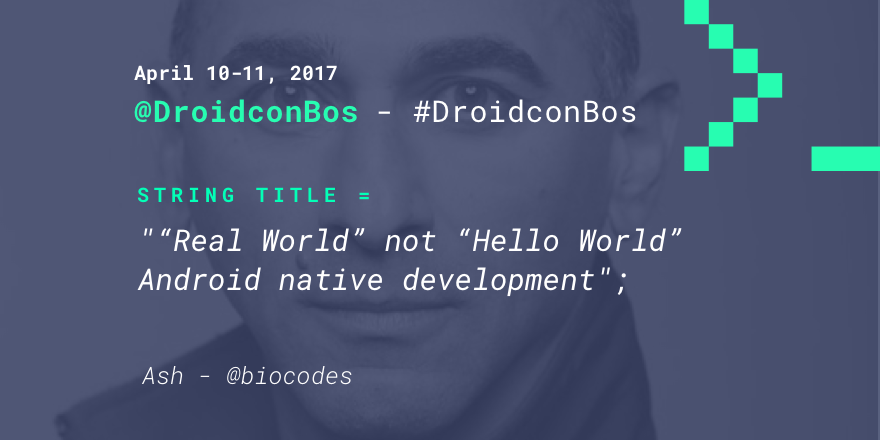 April 10-11, 2017
@DroidconBos - #DroidconBos
STRING TITLE =
"“Real World” not “Hello World”
Android native development";
Ash - @biocodes